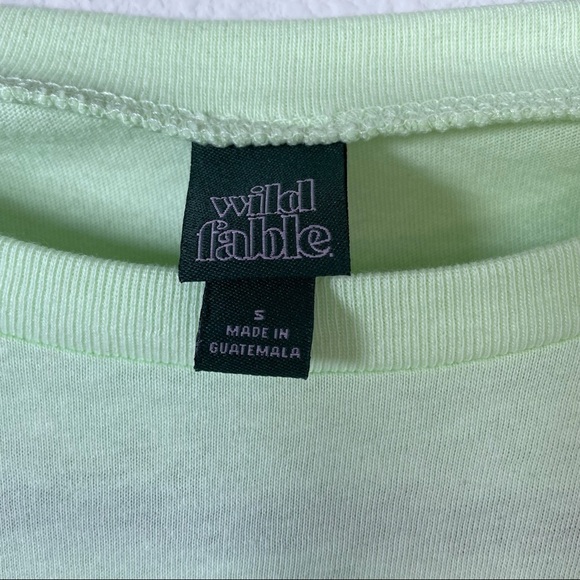 wild
fable.
S
MADE IN
GUATEMALA